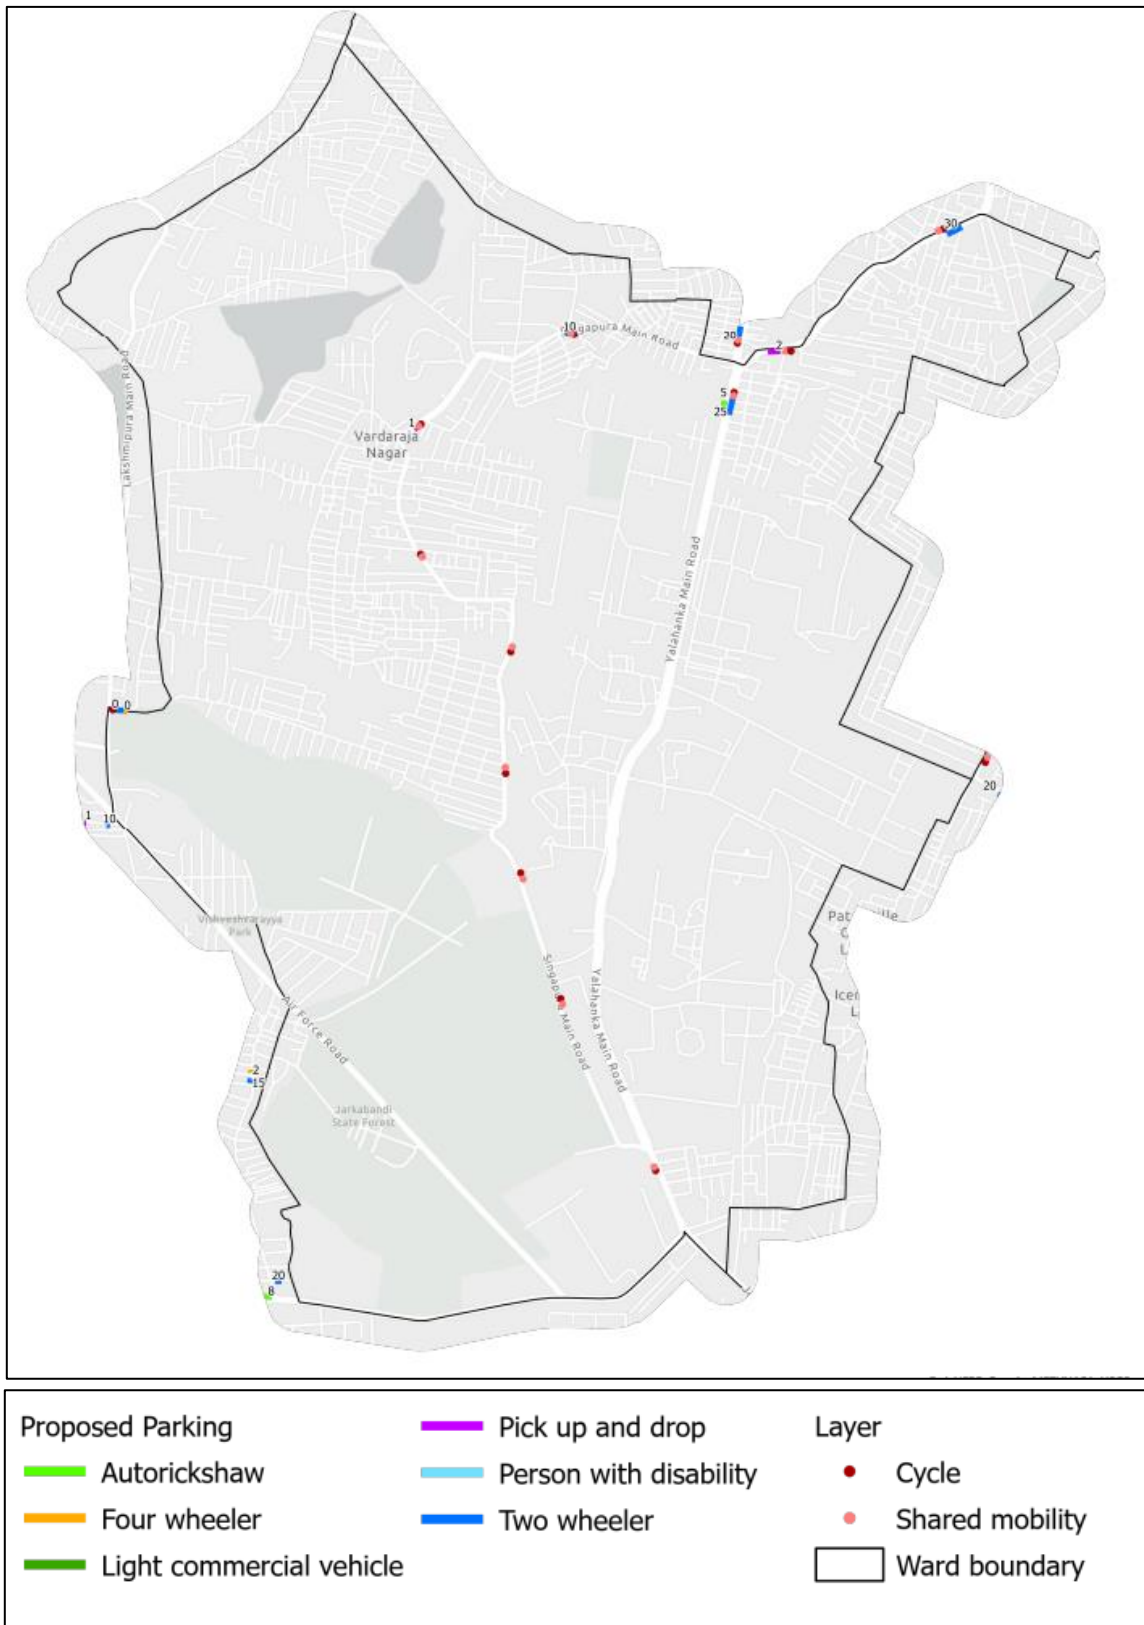 30
10
Singapura Main Road
20
2
5
25
1
Vardaraja
Nagar
Lakshmipura Main Road
Yalahanka Main Road
0
0
20
1
10
Visheeshtarayya
Park
Air Force Road
Singapura Main Road
Yalahanka Main Road
2
15
Jarkabandi
State Forest
20
8
Proposed Parking
Autorickshaw
Four wheeler
Light commercial vehicle
Pick up and drop
Person with disability
Two wheeler
Layer
Cycle
Shared mobility
Ward boundary